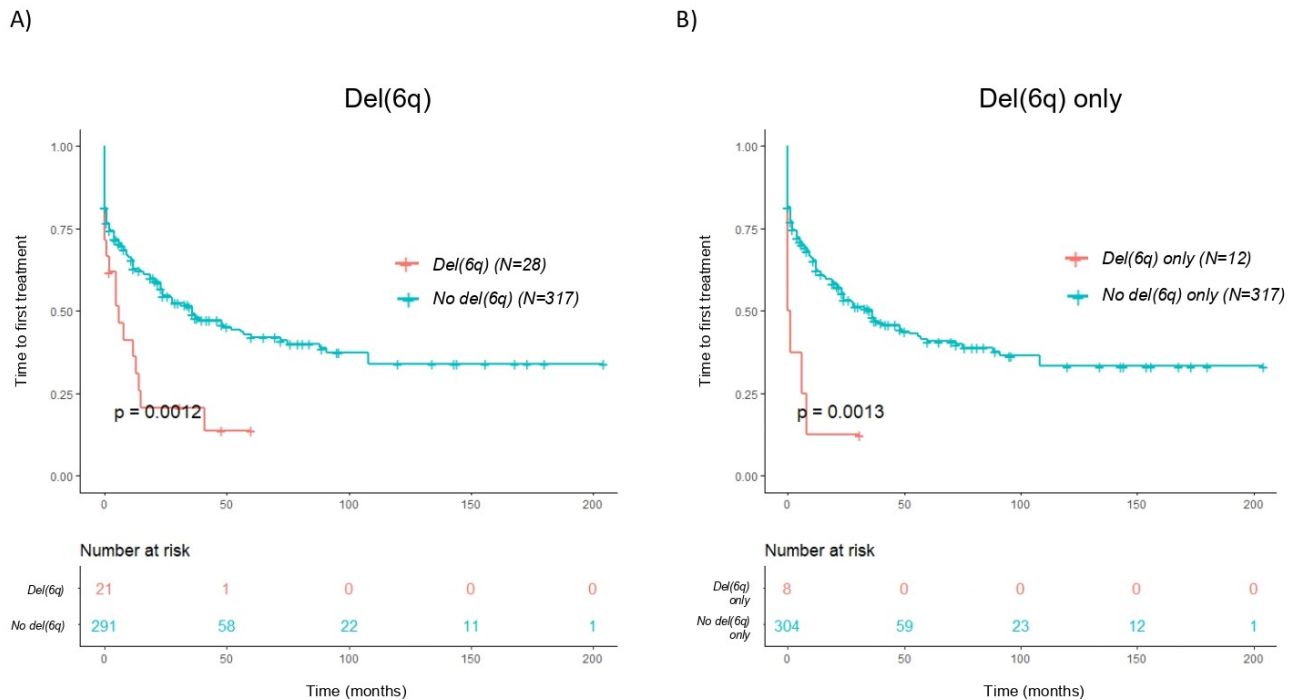 A)
Del(6q)
1.00
0.75
0.50
0.25
0.00
Time to first treatment
Del(6q) (N=28)
No del(6q) (N=317)
p = 0.0012
0 50 100 150 200
Number at risk
Del(6q) 21 1 0 0 0
No del(6q) 291 58 22 11 1
0 50 100 150 200
Time (months)
B)
Del(6q) only
1.00
0.75
0.50
0.25
0.00
Time to first treatment
Del(6q) only (N=12)
No del(6q) only (N=317)
p = 0.0013
0 50 100 150 200
Number at risk
Del(6q)
only
8 0 0 0 0
No del(6q)
only
304 59 23 12 1
0 50 100 150 200
Time (months)